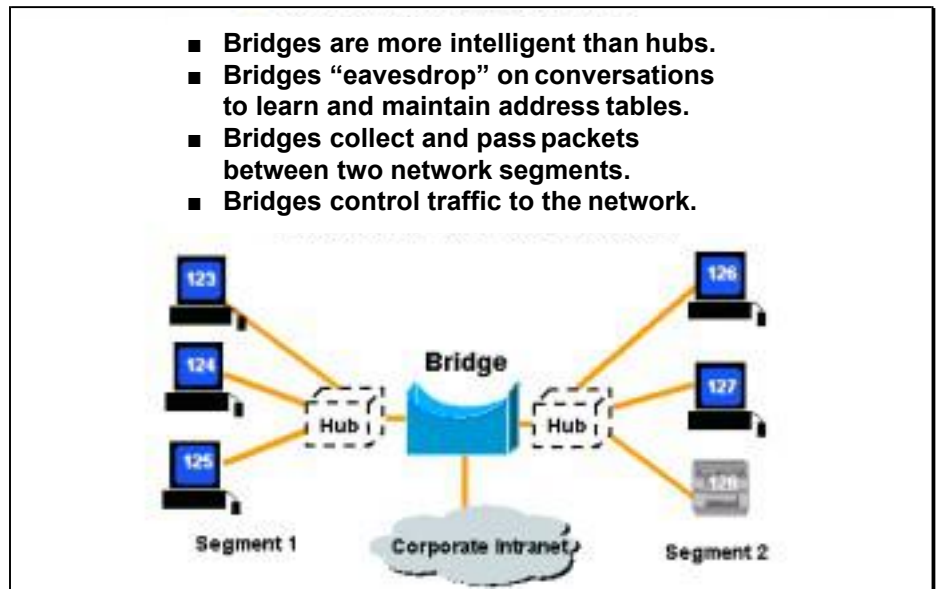 ■ Bridges are more intelligent than hubs.
■ Bridges “eavesdrop” on conversations
to learn and maintain address tables.
■ Bridges collect and pass packets
between two network segments.
■ Bridges control traffic to the network.
123
126
Bridge
124
127
Hub
Hub
125
128
Segment 1
Corporate Intranet
Segment 2